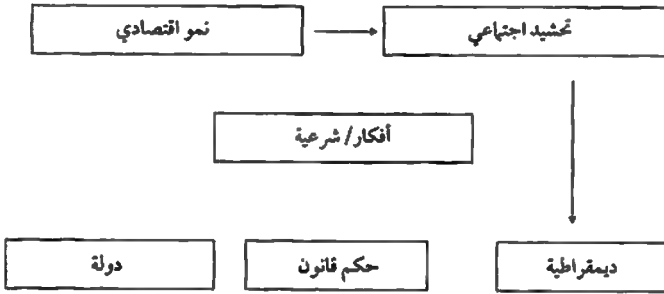 تحشيد اجتماعي
نمو اقتصادي
أفكار/ شرعية
ديمقراطية
حكم قانون
دولة